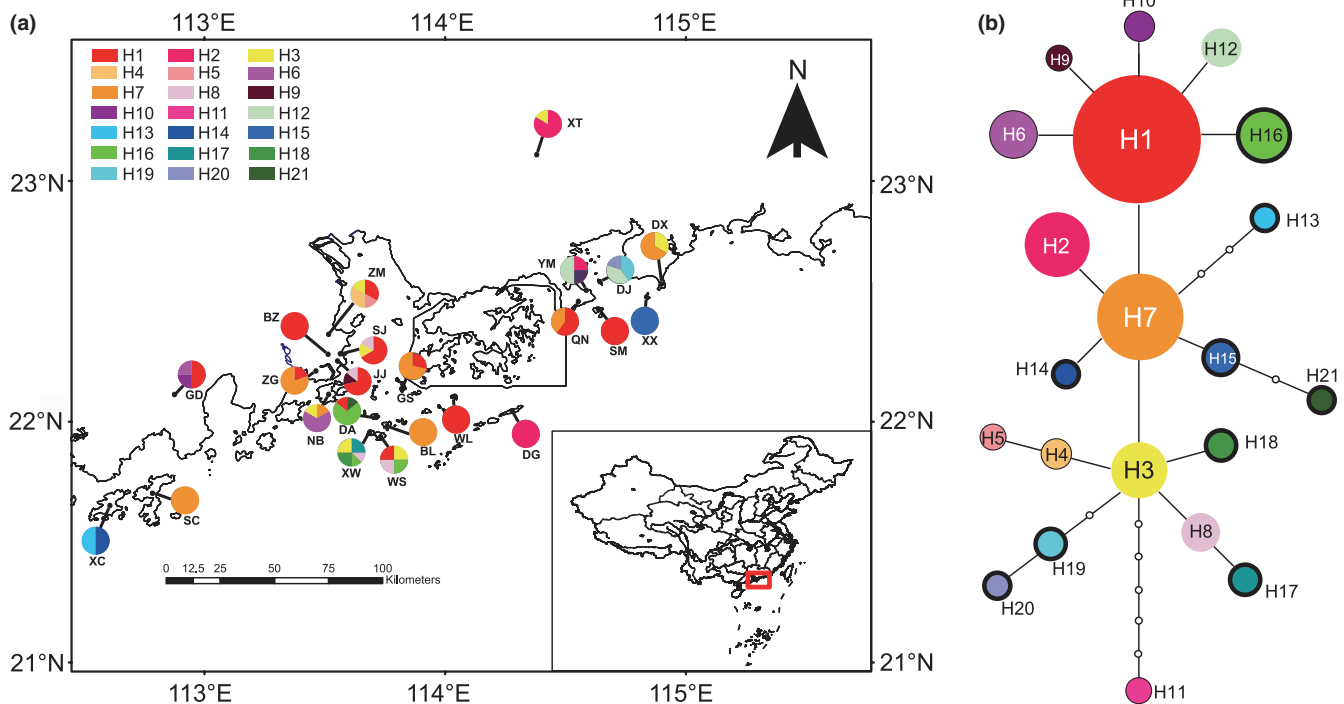 (a)
113°E 114°E 115°E
H1 H2 H3
H4 H5 H6
H7 H8 H9
H10 H11 H12
H13 H14 H15
H16 H17 H18
H19 H20 H21
N
XT
23°N 23°N
DX
YM
DJ
ZM
BZ
SJ
QN
SM
XX
GD
ZG
JJ
GS
22°N 22°N
NB
DA
BL
WL
DG
XW
WS
SC
XC
0 12.5 25 50 75 100
Kilometers
21°N 21°N
113°E 114°E 115°E
(b)
H10
H9
H12
H6
H1
H16
H13
H2
H7
H14
H15
H21
H5
H4
H3
H18
H8
H19
H17
H20
H11